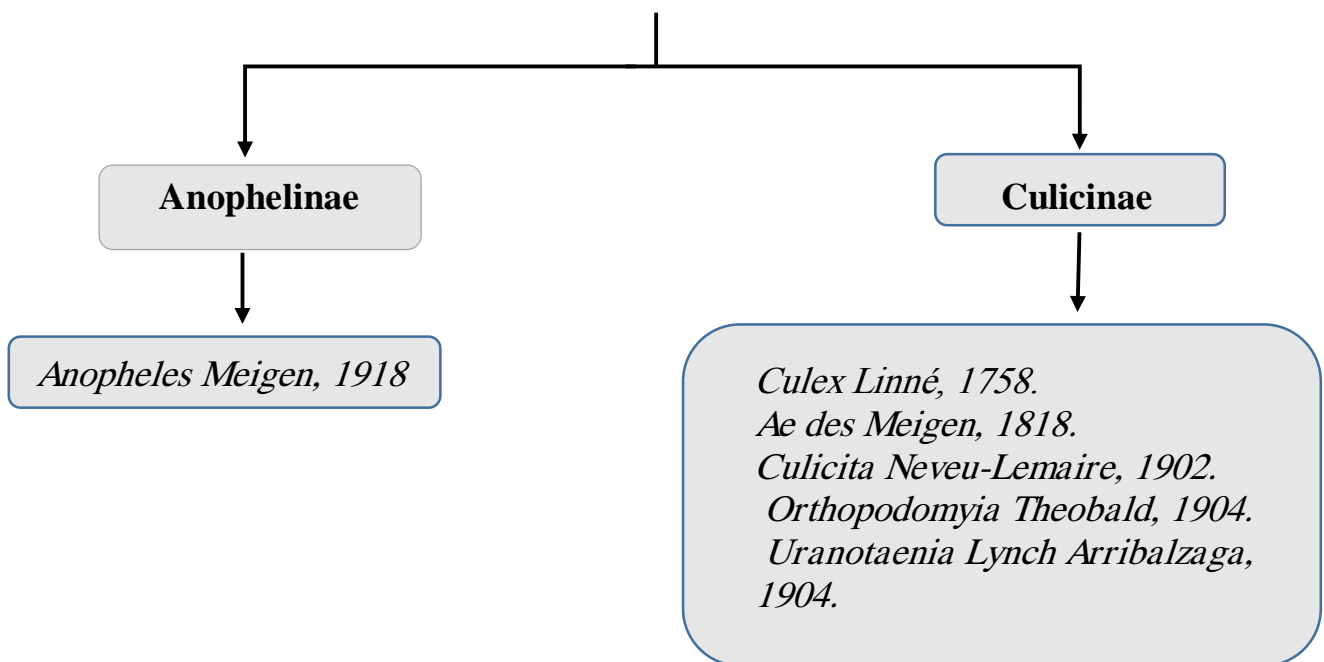 Anophelinae
Culicinae
Anopheles Meigen, 1918
Culex Linné, 1758.
Ae des Meigen, 1818.
Culicita Neveu-Lemaire, 1902.
Orthopodomyia Theobald, 1904.
Uranotaenia Lynch Arribalzaga,
1904.